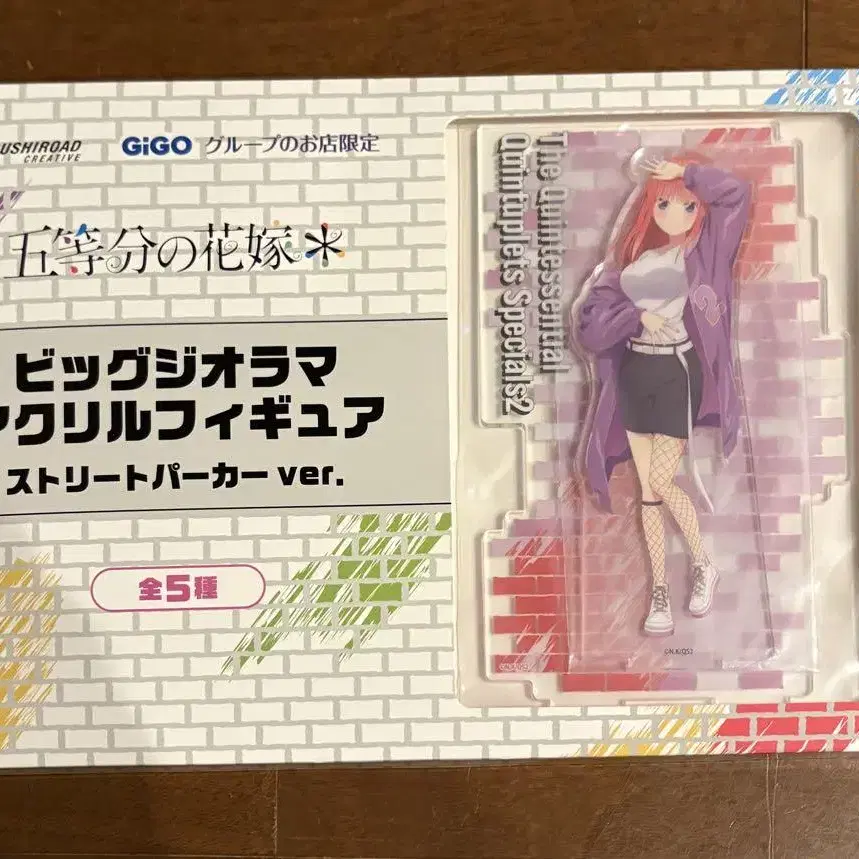 USHIROAD
CREATIVE
GiGO グループのお店限定
五等分の花嫁*
ビッグジオラマ
アクリルフィギュア
ストリートパーカー ver.
全5種
The Quintessential
Quintuplets Specials2
2
©N.K/QS2